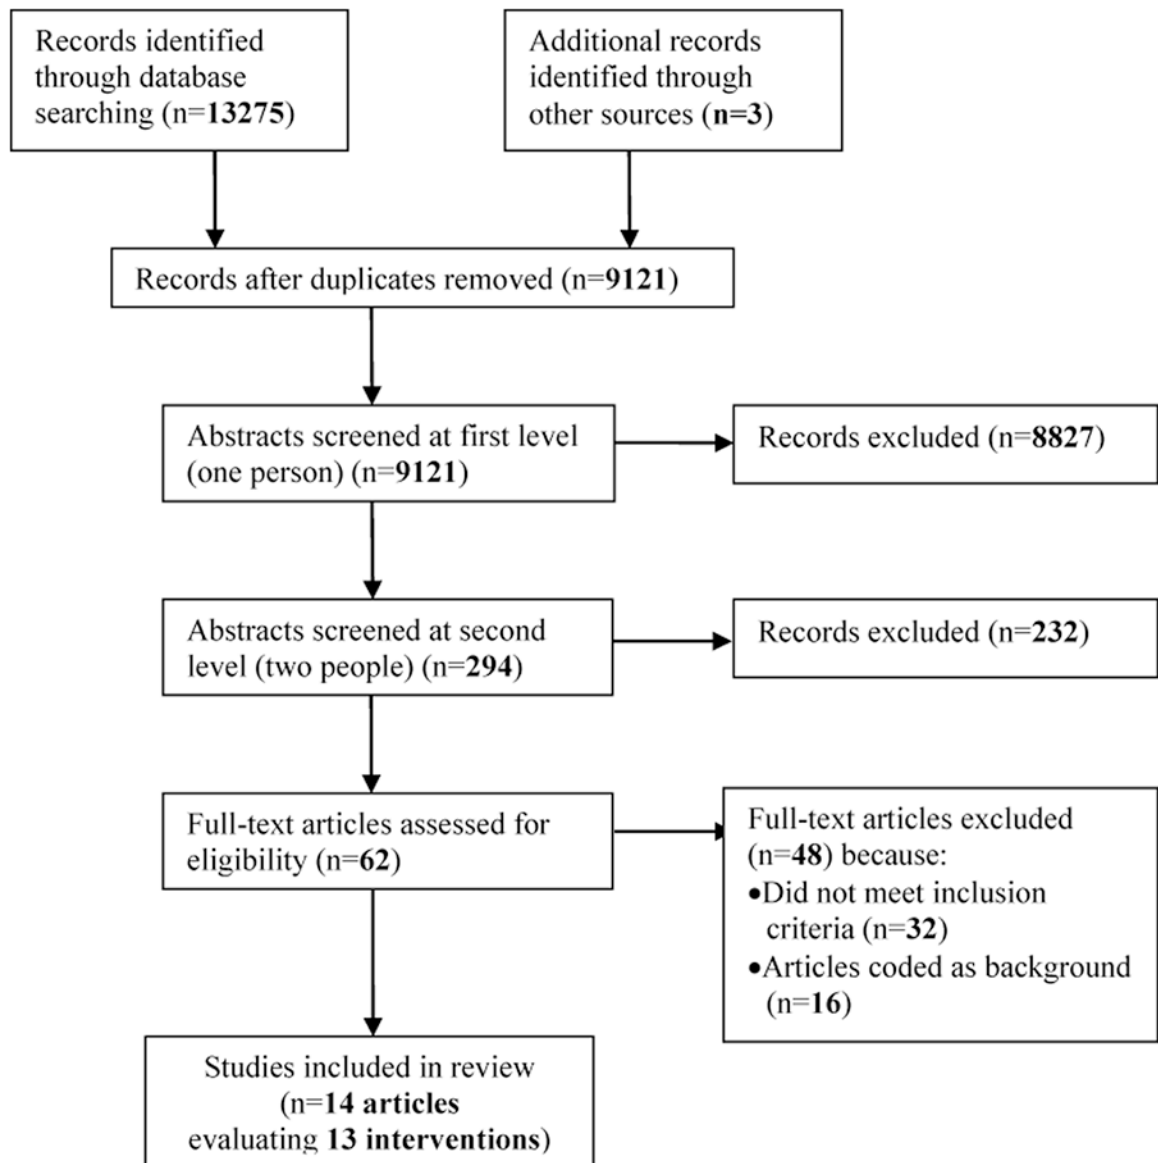 Records identified
through database
searching (n=13275)
Additional records
identified through
other sources (n=3)
Records after duplicates removed (n=9121)
Abstracts screened at first level
(one person) (n=9121)
Records excluded (n=8827)
Abstracts screened at second
level (two people) (n=294)
Records excluded (n=232)
Full-text articles assessed for
eligibility (n=62)
Full-text articles excluded
(n=48) because:
•Did not meet inclusion
criteria (n=32)
•Articles coded as background
(n=16)
Studies included in review
(n=14 articles
evaluating 13 interventions)